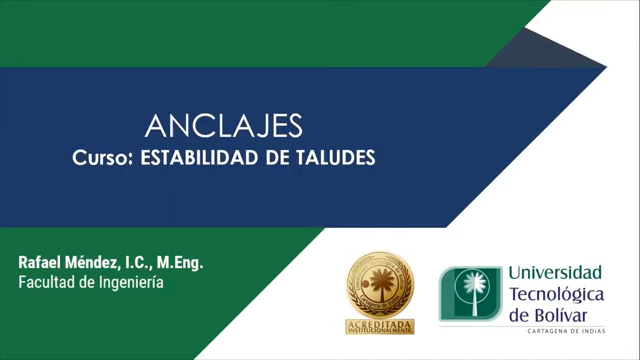 ANCLAJES
Curso: ESTABILIDAD DE TALUDES
Rafael Méndez, I.C., M.Eng.
Facultad de Ingeniería
ACREDITADA
INSTITUCIONALMENTE
Universidad
Tecnológica
de Bolívar
CARTAGENA DE INDIAS